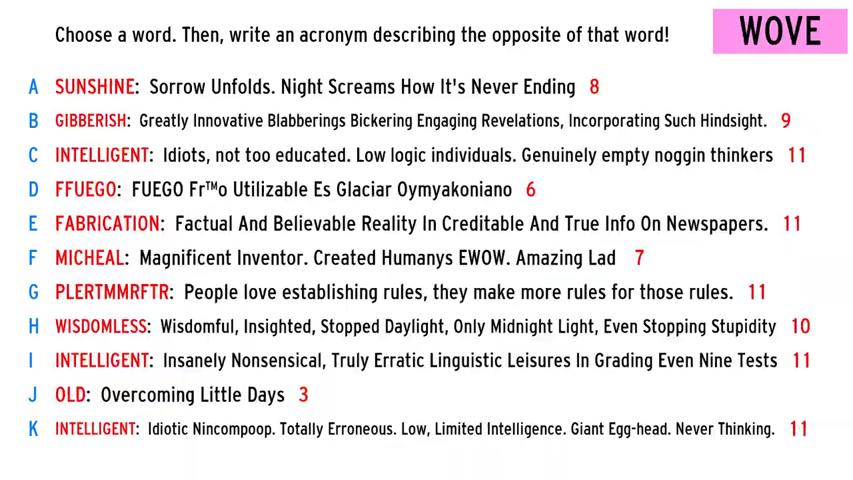 Choose a word. Then, write an acronym describing the opposite of that word!
WOVE
A SUNSHINE: Sorrow Unfolds. Night Screams How It's Never Ending 8
B GIBBERISH: Greatly Innovative Blabberings Bickering Engaging Revelations, Incorporating Such Hindsight. 9
C INTELLIGENT: Idiots, not too educated. Low logic individuals. Genuinely empty noggin thinkers 11
D FFUEGO: FUEGO Fr™o Utilizable Es Glaciar Oymyakoniano 6
E FABRICATION: Factual And Believable Reality In Creditable And True Info On Newspapers. 11
F MICHEAL: Magnificent Inventor. Created Humanys EWOW. Amazing Lad 7
G PLERTMMRFTR: People love establishing rules, they make more rules for those rules. 11
H WISDOMLESS: Wisdomful, Insighted, Stopped Daylight, Only Midnight Light, Even Stopping Stupidity 10
I INTELLIGENT: Insanely Nonsensical, Truly Erratic Linguistic Leisures In Grading Even Nine Tests 11
J OLD: Overcoming Little Days 3
K INTELLIGENT: Idiotic Nincompoop. Totally Erroneous. Low, Limited Intelligence. Giant Egg-head. Never Thinking. 11